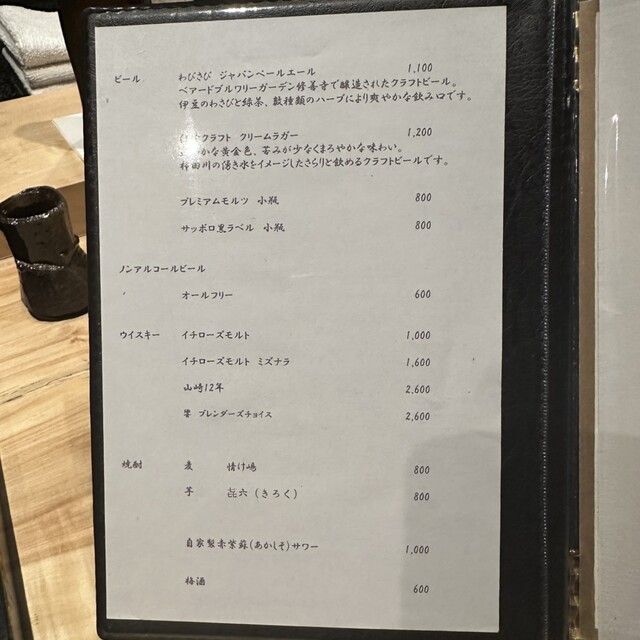 ビール わびさび ジャパンペールエール 1,100
ベアードブルワリーガーデン修善寺で醸造されたクラフトビール。
伊豆のわさびと緑茶、数種類のハーブにより爽やかな飲み口です。
クラフト クリームラガー 1,200
かな黄金色、苦みが少なくまろやかな味わい。
柿田川の湧き水をイメージしたさらりと飲めるクラフトビールです。
プレミアムモルツ 小瓶 800
サッポロ黒ラベル 小瓶 800
ノンアルコールビール
オールフリー 600
ウイスキー イチローズモルト 1,000
イチローズモルト ミズナラ 1,600
山崎12年 2,600
響 ブレンダーズチョイス 2,600
焼酎 麦 情け嶋 800
芋 㐂六(きろく) 800
自家製赤紫蘇(あかしそ)サワー 1,000
梅酒 600